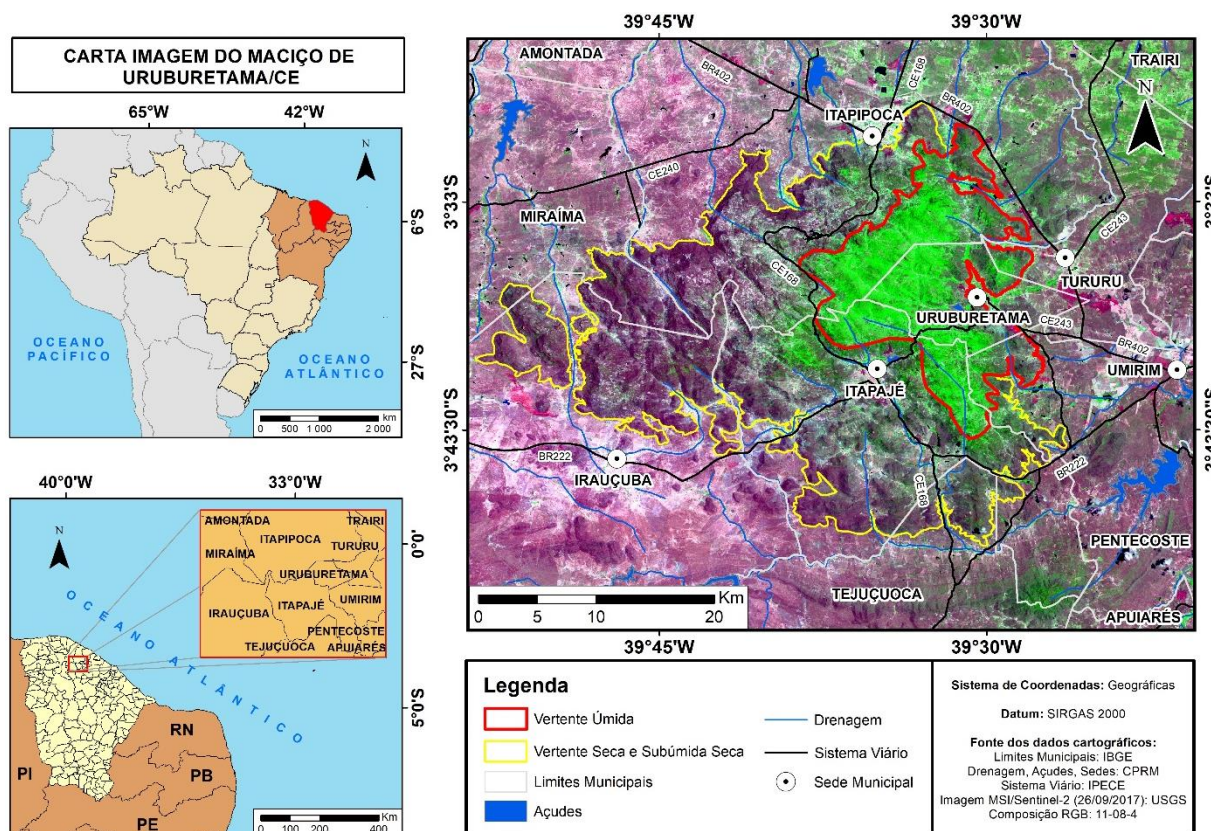 CARTA IMAGEM DO MACIÇO DE
URUBURETAMA/CE
65°W
42°W
N
6°S
27°S
OCEANO
PACÍFICO
OCEANO
ATLÂNTICO
Km
0 500 1 000 2 000
40°W
33°W
N
0°0'
5°0'S
OCEANO ATLÂNTICO
AMONTADA
TRAIRI
ITAPIPOCA
MIRAÍMA
TURURU
URUBURETAMA
IRAUÇUBA
ITAPAJÉ
UMIRIM
PENTECOSTE
TEJUÇUOCA
APUIARÉS
RN
PI
PB
PE
km
0 100 200 400
39°45'W
39°30'W
AMONTADA
BR402
CE168
BR402
TRAIRI
N
ITAPIPOCA
CE240
3°33'S
3°33'S
MIRAÍMA
CE168
CE243
TURURU
URUBURETAMA
CE243
BR402
UMIRIM
ITAPAJÉ
3°43'30"S
3°43'30"S
BR222
IRAUÇUBA
CE168
BR222
PENTECOSTE
TEJUÇUOCA
APUIARÉS
Km
0 5 10 20
39°45'W
39°30'W
Legenda
Vertente Úmida
Vertente Seca e Subúmida Seca
Limites Municipais
Açudes
Drenagem
Sistema Viário
Sede Municipal
Sistema de Coordenadas: Geográficas
Datum: SIRGAS 2000
Fonte dos dados cartográficos:
Limites Municipais: IBGE
Drenagem, Açudes, Sedes: CPRM
Sistema Viário: IPECE
Imagem MSI/Sentinel-2 (26/09/2017): USGS
Composição RGB: 11-08-4